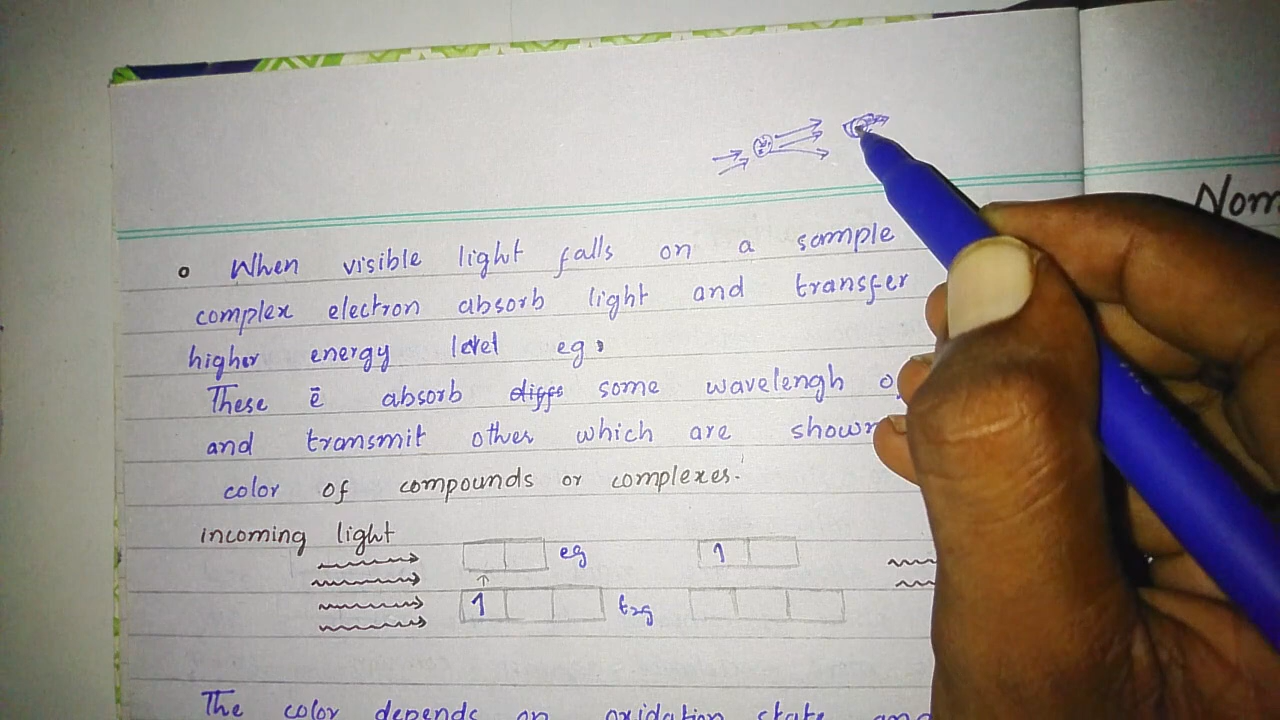 Nom
When visible light falls on a sample
complex electron absorb light and transfer
higher energy level eg,
These ē absorb diffs some wavelengh
and transmit other which are shown
color of compounds or complexes.
incoming light
eg
1
1
t₂g
The color depends on oxidation state and